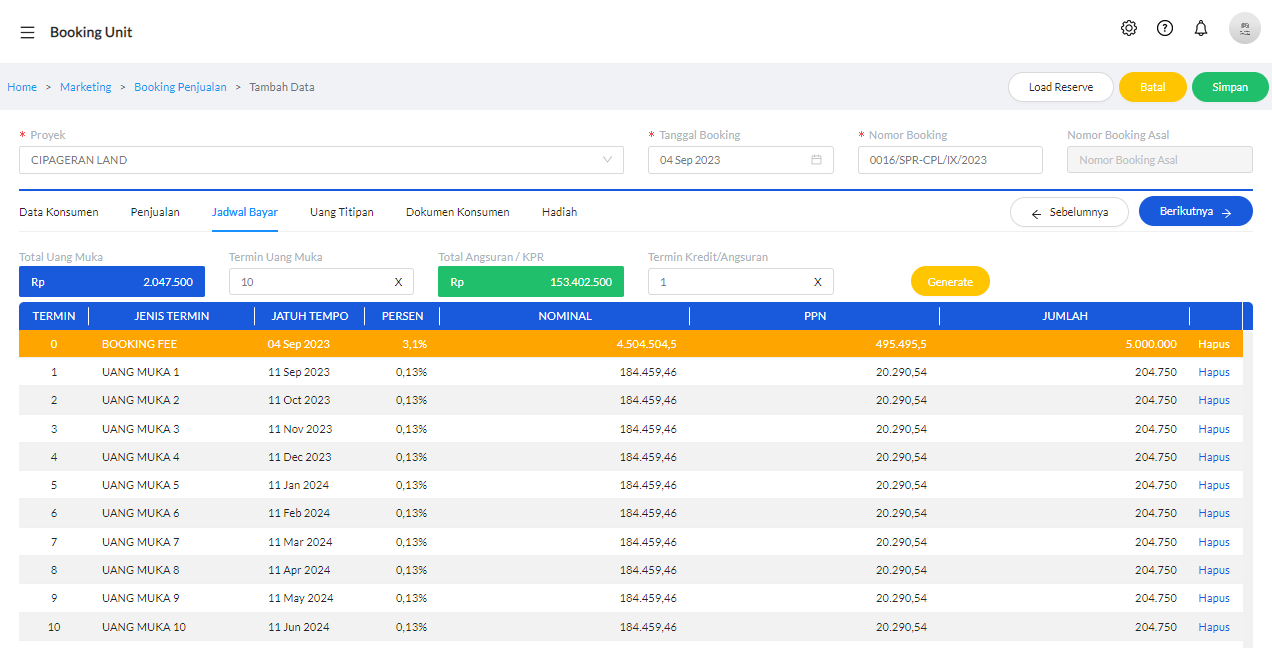 Booking Unit
Home > Marketing > Booking Penjualan > Tambah Data
Load Reserve
Batal
Simpan
* Proyek
* Tanggal Booking
* Nomor Booking
Nomor Booking Asal
CIPAGERAN LAND
04 Sep 2023
0016/SPR-CPL/IX/2023
Nomor Booking Asal
Data Konsumen
Penjualan
Jadwal Bayar
Uang Titipan
Dokumen Konsumen
Hadiah
← Sebelumnya
Berikutnya →
Total Uang Muka
Termin Uang Muka
Total Angsuran / KPR
Termin Kredit/Angsuran
Rp 2.047.500
10 X
Rp 153.402.500
1 X
Generate
TERMIN JENIS TERMIN JATUH TEMPO PERSEN NOMINAL PPN JUMLAH
0 BOOKING FEE 04 Sep 2023 3,1% 4.504.504,5 495.495,5 5.000.000 Hapus
1 UANG MUKA 1 11 Sep 2023 0,13% 184.459,46 20.290,54 204.750 Hapus
2 UANG MUKA 2 11 Oct 2023 0,13% 184.459,46 20.290,54 204.750 Hapus
3 UANG MUKA 3 11 Nov 2023 0,13% 184.459,46 20.290,54 204.750 Hapus
4 UANG MUKA 4 11 Dec 2023 0,13% 184.459,46 20.290,54 204.750 Hapus
5 UANG MUKA 5 11 Jan 2024 0,13% 184.459,46 20.290,54 204.750 Hapus
6 UANG MUKA 6 11 Feb 2024 0,13% 184.459,46 20.290,54 204.750 Hapus
7 UANG MUKA 7 11 Mar 2024 0,13% 184.459,46 20.290,54 204.750 Hapus
8 UANG MUKA 8 11 Apr 2024 0,13% 184.459,46 20.290,54 204.750 Hapus
9 UANG MUKA 9 11 May 2024 0,13% 184.459,46 20.290,54 204.750 Hapus
10 UANG MUKA 10 11 Jun 2024 0,13% 184.459,46 20.290,54 204.750 Hapus